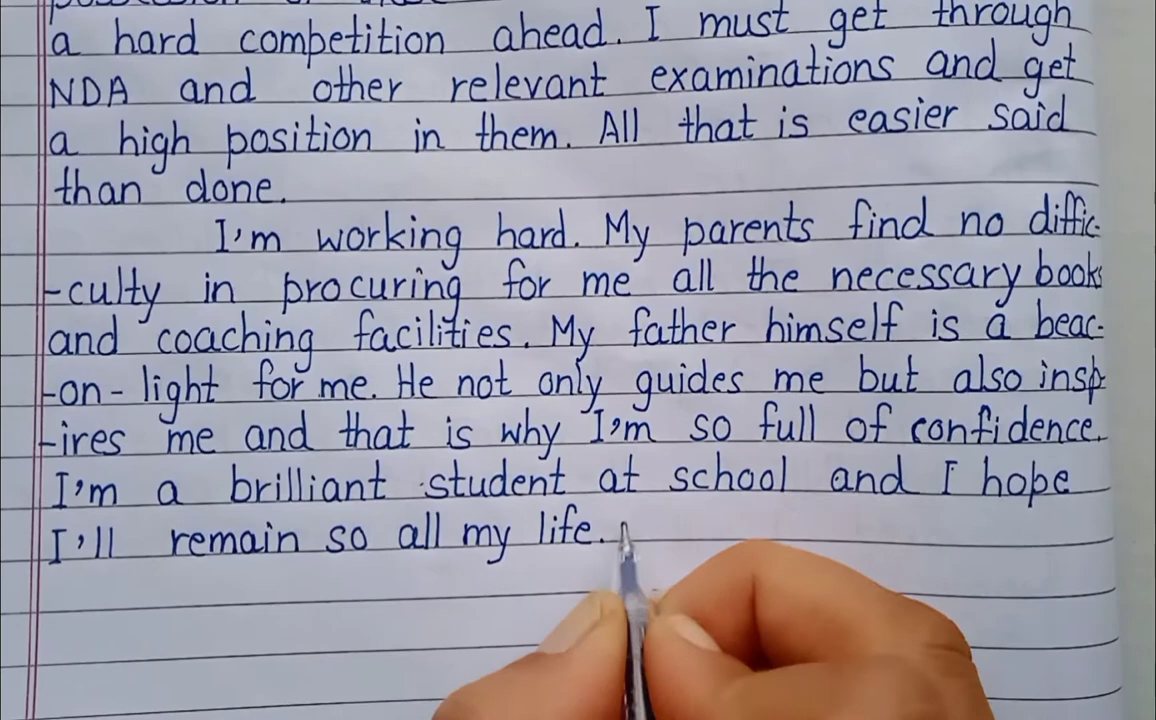 a hard competition ahead. I must get through
NDA and other relevant examinations and get
a high position in them. All that is easier said
than done.
I'm working hard. My parents find no diffic-
-culty in procuring for me all the necessary books
and coaching facilities. My father himself is a beac-
-on-light for me. He not only guides me but also insp-
-ires me and that is why I'm so full of confidence.
I'm a brilliant student at school and I hope
I'll remain so all my life.